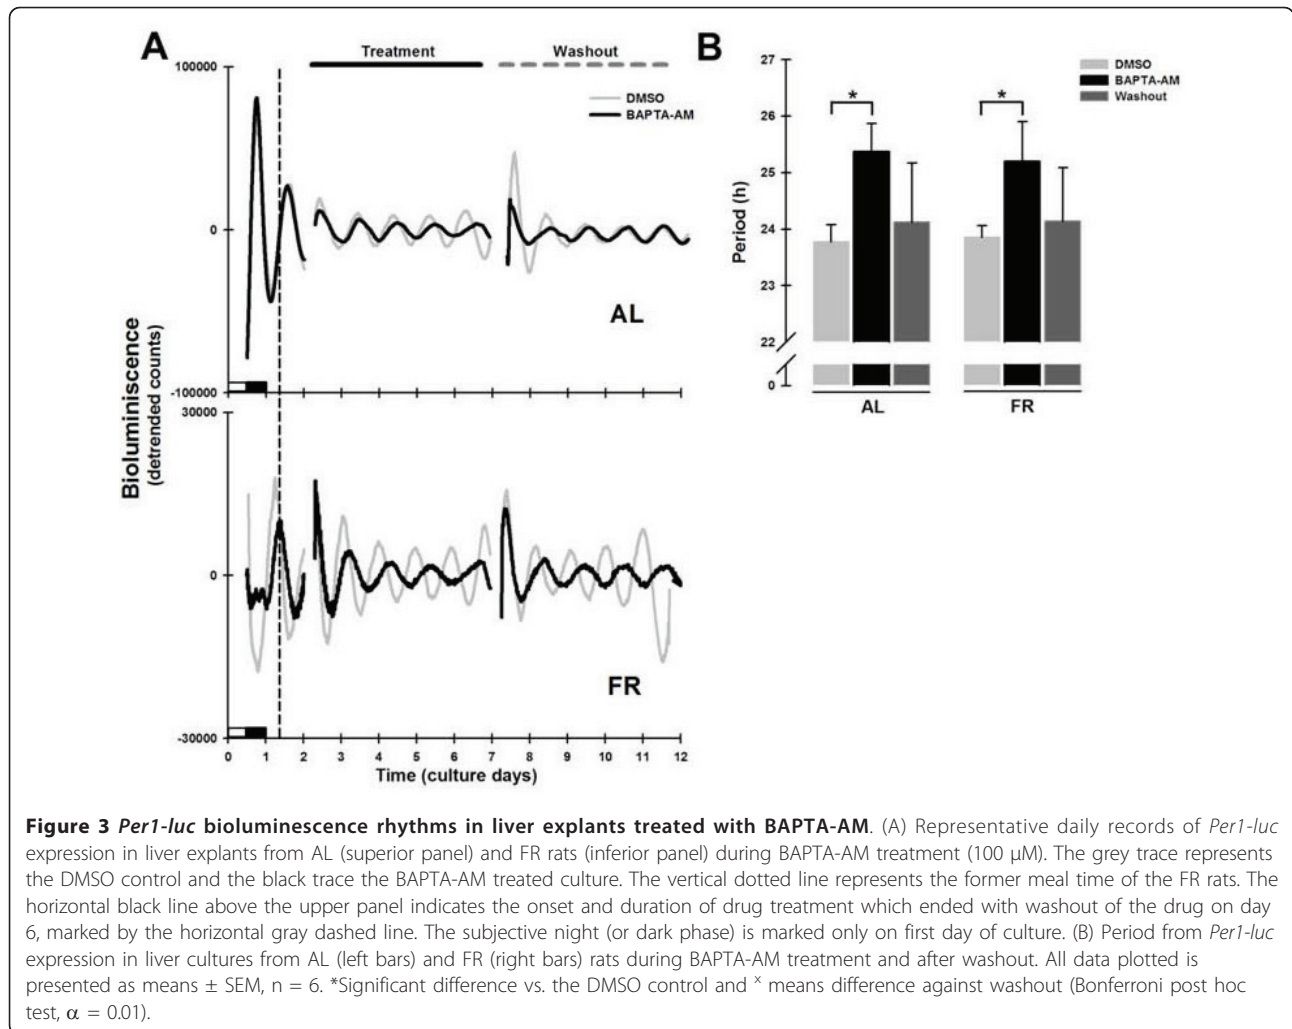 A
Treatment
Washout
DMSO
BAPTA-AM
100000
0
-100000
AL
Bioluminiscence
(detrended counts)
30000
0
-30000
FR
0 1 2 3 4 5 6 7 8 9 10 11 12
Time (culture days)
B
DMSO
BAPTA-AM
Washout
27
26
25
24
23
22
0
Period (h)
* *
AL FR
Figure 3 Per1-luc bioluminescence rhythms in liver explants treated with BAPTA-AM. (A) Representative daily records of Per1-luc
expression in liver explants from AL (superior panel) and FR rats (inferior panel) during BAPTA-AM treatment (100 μM). The grey trace represents
the DMSO control and the black trace the BAPTA-AM treated culture. The vertical dotted line represents the former meal time of the FR rats. The
horizontal black line above the upper panel indicates the onset and duration of drug treatment which ended with washout of the drug on day
6, marked by the horizontal gray dashed line. The subjective night (or dark phase) is marked only on first day of culture. (B) Period from Per1-luc
expression in liver cultures from AL (left bars) and FR (right bars) rats during BAPTA-AM treatment and after washout. All data plotted is
presented as means ± SEM, n = 6. *Significant difference vs. the DMSO control and x means difference against washout (Bonferroni post hoc
test, α = 0.01).